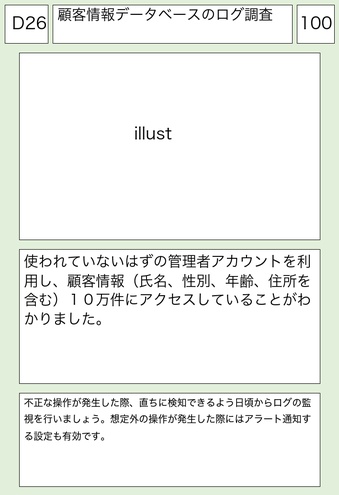 D26
顧客情報データベースのログ調査
100
illust
使われていないはずの管理者アカウントを利
用し、顧客情報（氏名、性別、年齢、住所を
含む）１０万件にアクセスしていることがわ
かりました。
不正な操作が発生した際、直ちに検知できるよう日頃からログの監
視を行いましょう。想定外の操作が発生した際にはアラート通知す
る設定も有効です。